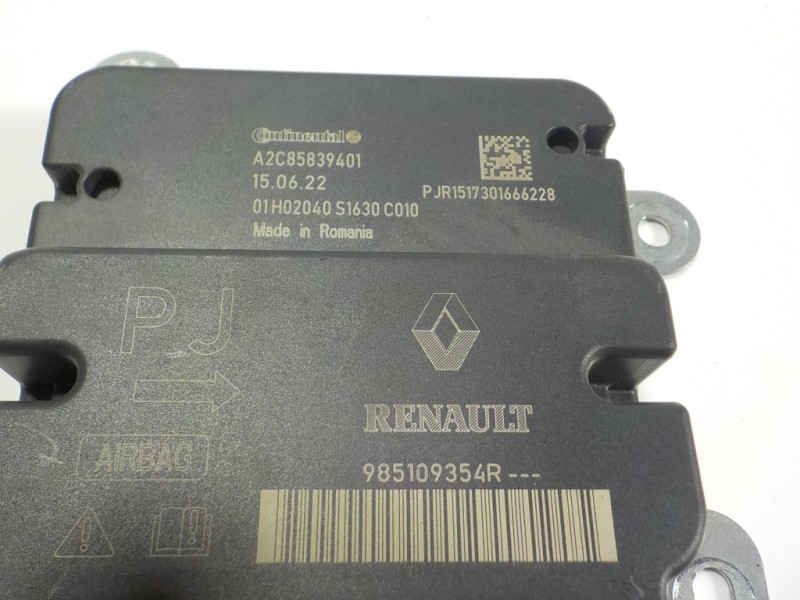 Continental
A2C85839401
15.06.22
PJR1517301666228
01H02040 S1630 C010
Made in Romania
PJ
RENAULT
AIRBAG
985109354R ---